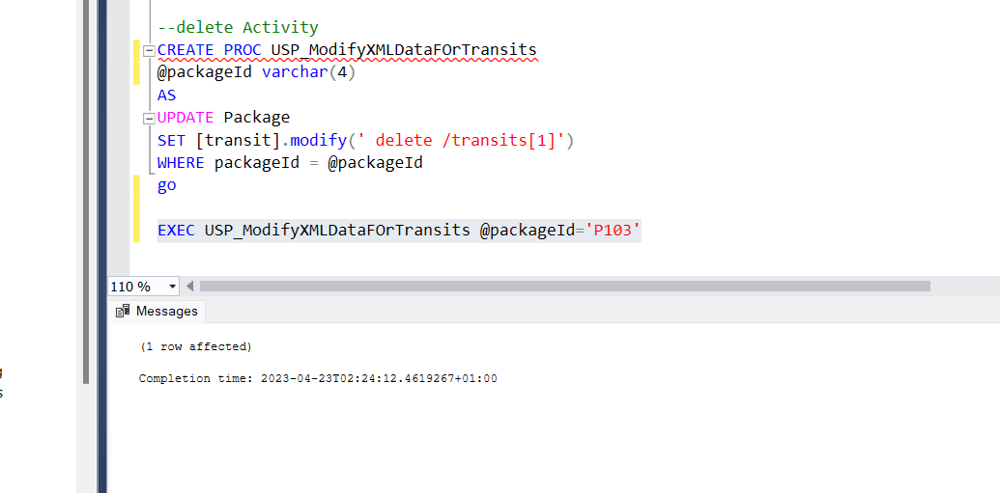 --delete Activity
CREATE PROC USP_ModifyXMLDataFOrTransits
@packageId varchar(4)
AS
UPDATE Package
SET [transit].modify(' delete /transits[1]')
WHERE packageId = @packageId
go
EXEC USP_ModifyXMLDataFOrTransits @packageId='P103'
110 %
Messages
(1 row affected)
Completion time: 2023-04-23T02:24:12.4619267+01:00